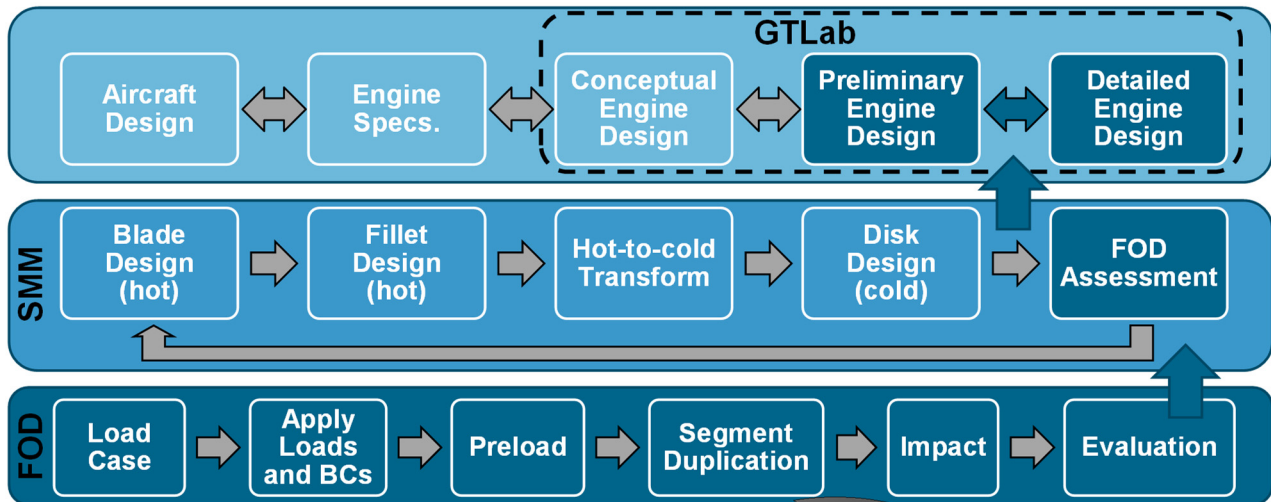 GTLab
Aircraft
Design
Engine
Specs.
Conceptual
Engine
Design
Preliminary
Engine
Design
Detailed
Engine
Design
SMM
Blade
Design
(hot)
Fillet
Design
(hot)
Hot-to-cold
Transform
Disk
Design
(cold)
FOD
Assessment
FOD
Load
Case
Apply
Loads
and BCs
Preload
Segment
Duplication
Impact
Evaluation